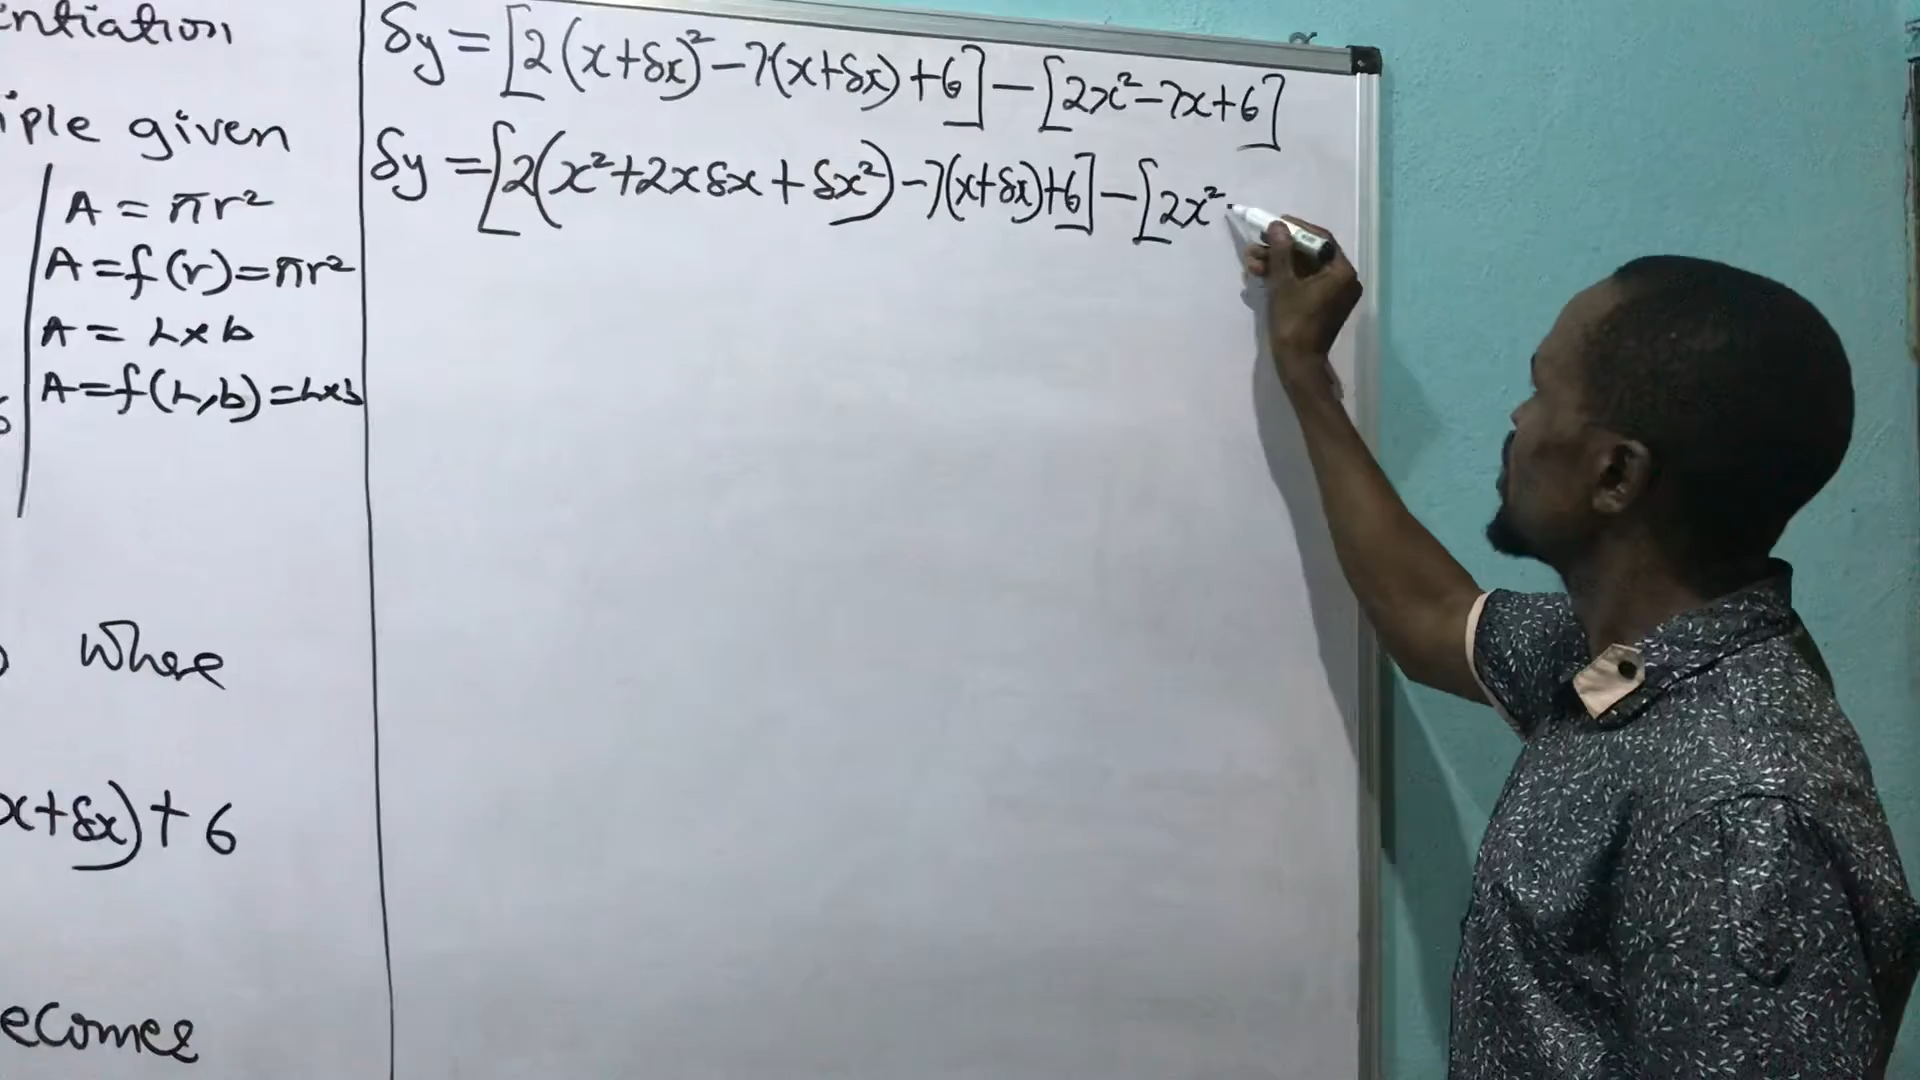 entiation
iple given
A = πr²
A = f(r) = πr²
A = L×b
A = f(L,b) = L×b
Where
x+δx) + 6
ecomes
δy = [2(x+δx)² - 7(x+δx) + 6] - [2x² - 7x + 6]
δy = [2(x² + 2xδx + δx²) - 7(x+δx) + 6] - [2x²